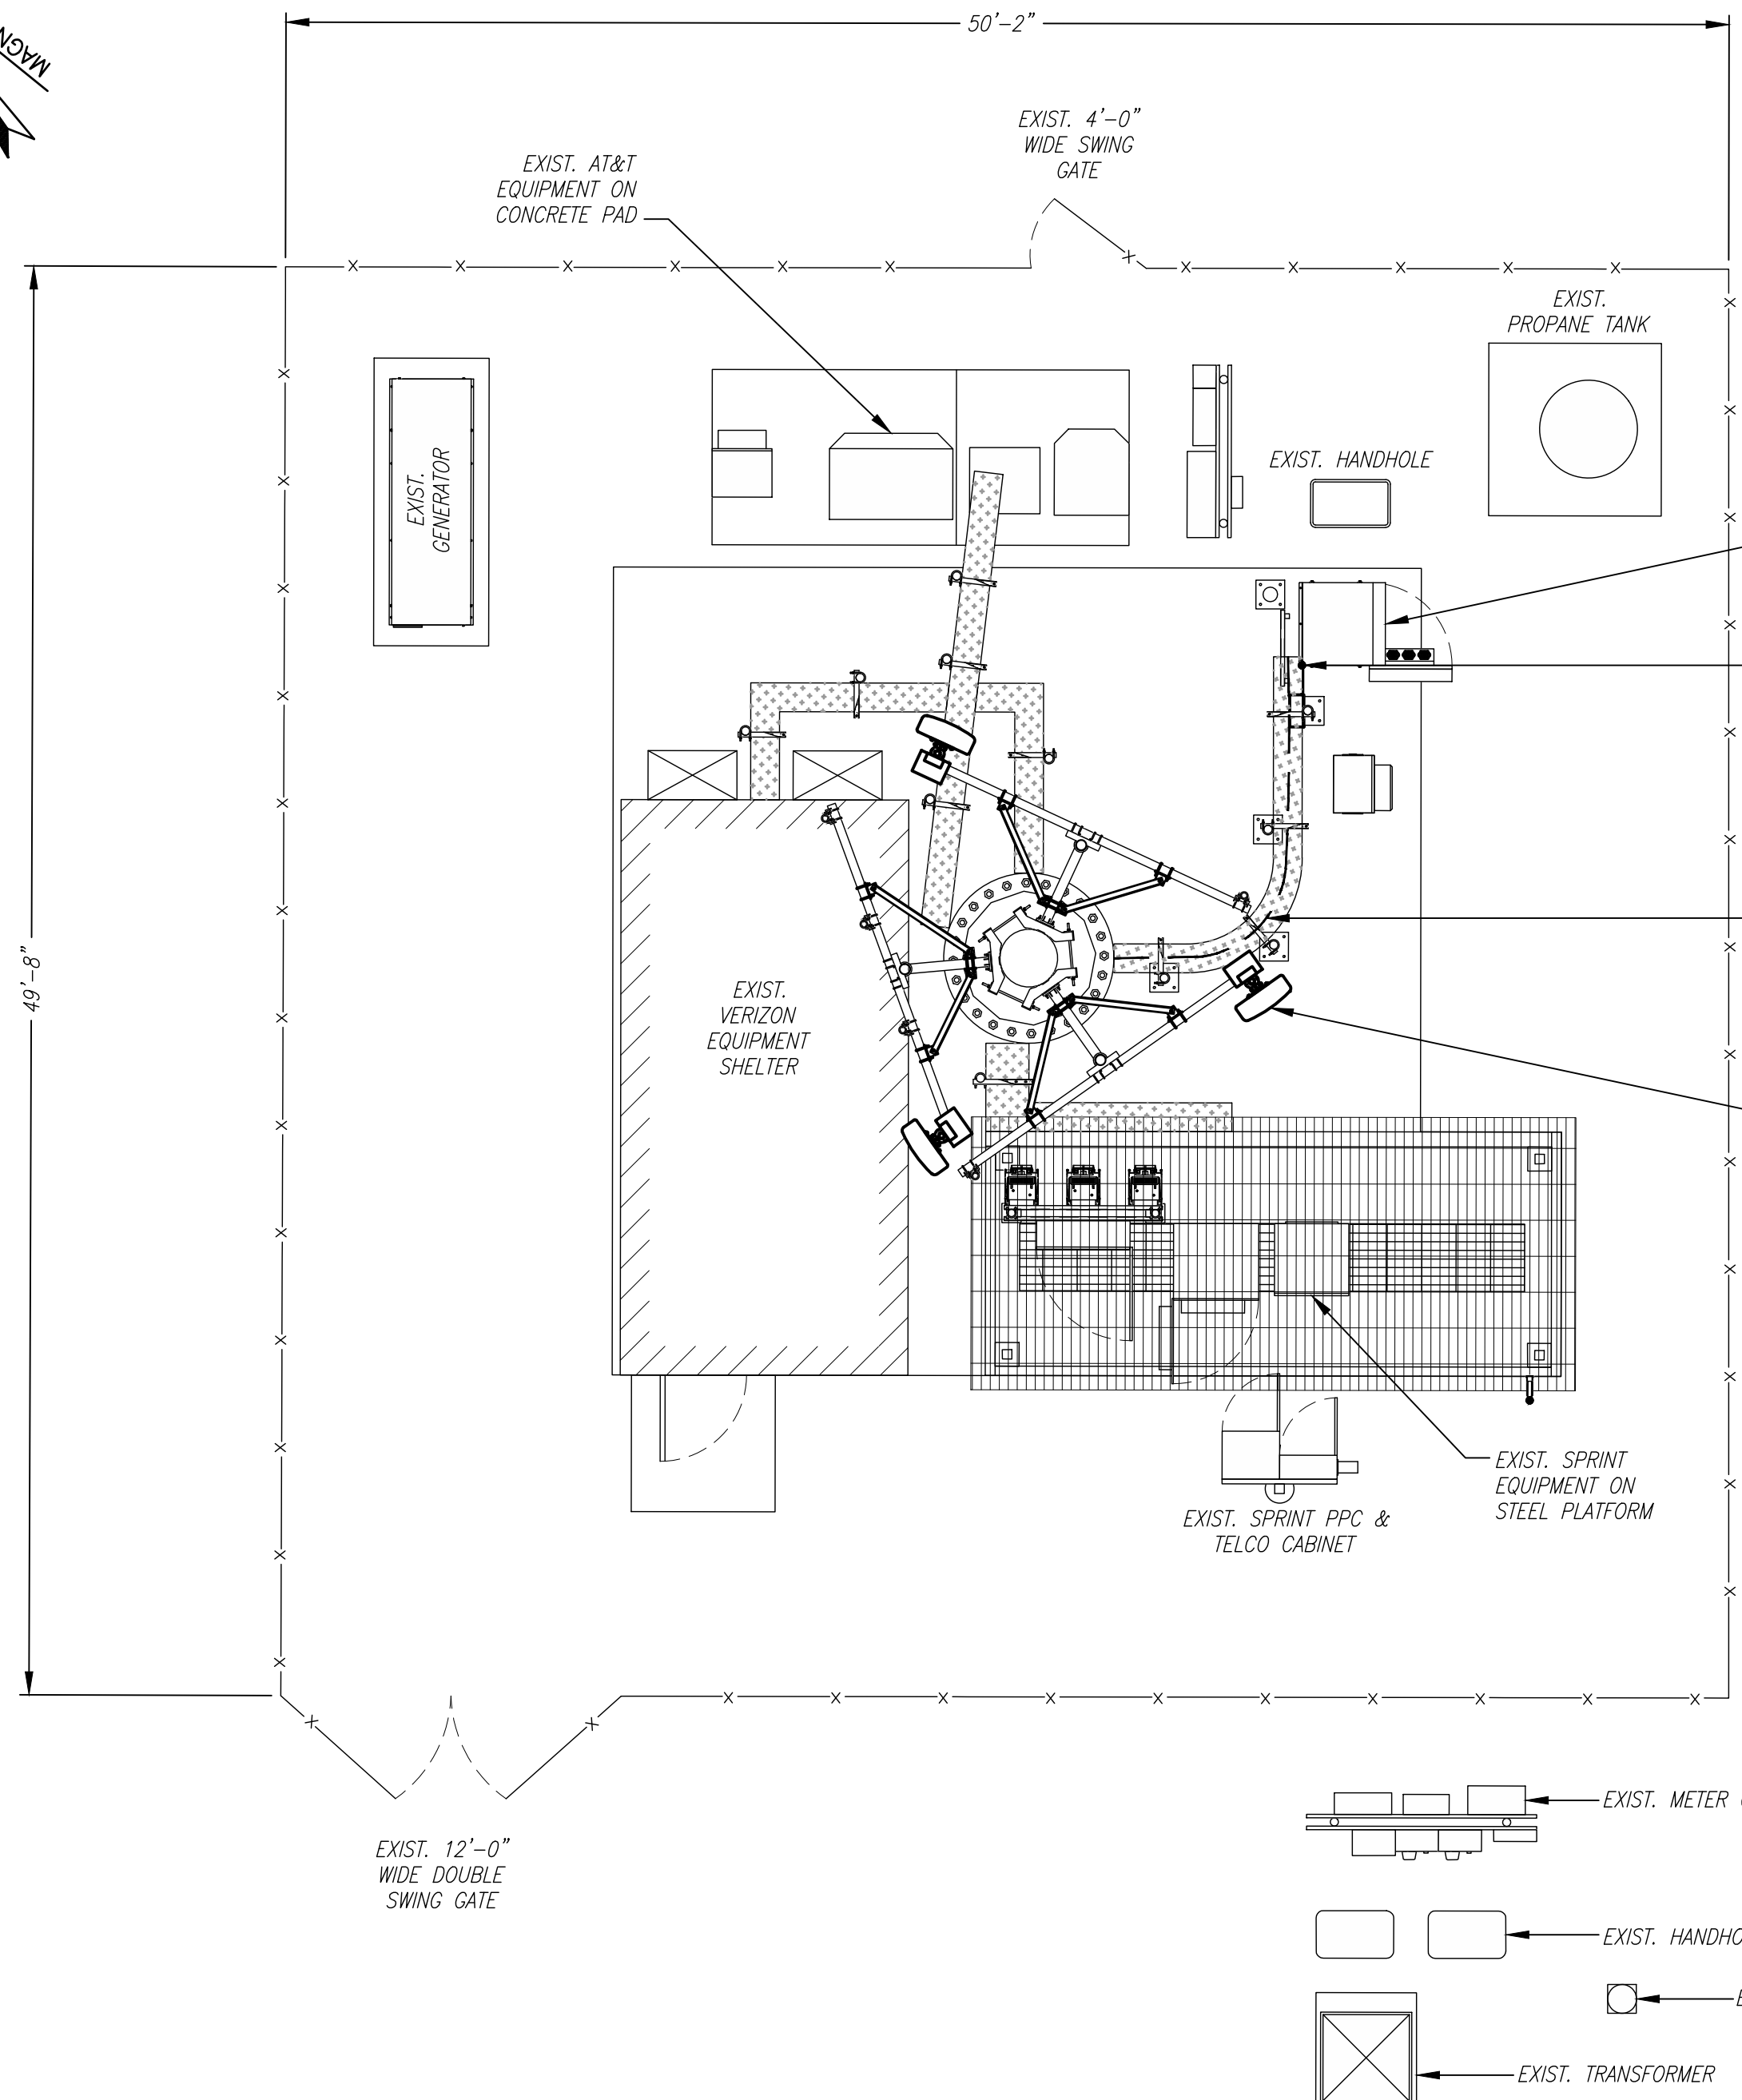 50'-2"
EXIST. 4'-0"
WIDE SWING
GATE
EXIST. AT&T
EQUIPMENT ON
CONCRETE PAD
EXIST.
PROPANE TANK
EXIST. HANDHOLE
EXIST.
GENERATOR
49'-8"
EXIST.
VERIZON
EQUIPMENT
SHELTER
EXIST. SPRINT
EQUIPMENT ON
STEEL PLATFORM
EXIST. SPRINT PPC &
TELCO CABINET
EXIST. 12'-0"
WIDE DOUBLE
SWING GATE
EXIST. METER
EXIST.
EXIST. TRANSFORMER